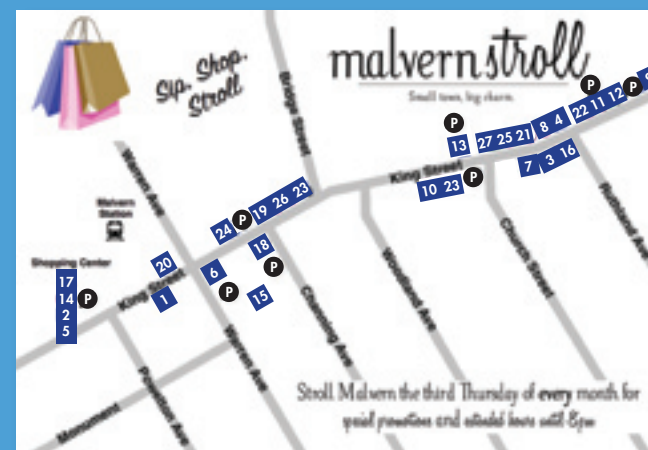 malvern stroll
Small town, big charm.
Sip. Shop.
Stroll
Bridge Street
P
P
22 11 12
P
8 4
27 25 21
13
7 3 16
King Street
10 23
P
Warren Ave
Malvern
Station
24
P
19 26 23
18
P
Shopping Center
17
14
P
2
5
20
King Street
1
6
P
15
Channing Ave
Woodland Ave
Church Street
Ruthland Ave
Warren Ave
Monument
Stroll Malvern the third Thursday of every month for
special promotions and extended hours until 8pm